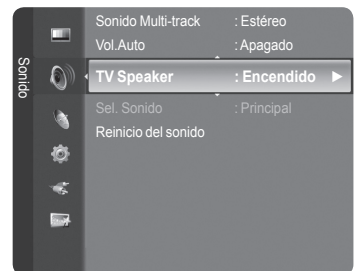 Sonido
Sonido Multi-track : Estéreo
Vol.Auto : Apagado
TV Speaker : Encendido
Sel. Sonido : Principal
Reinicio del sonido